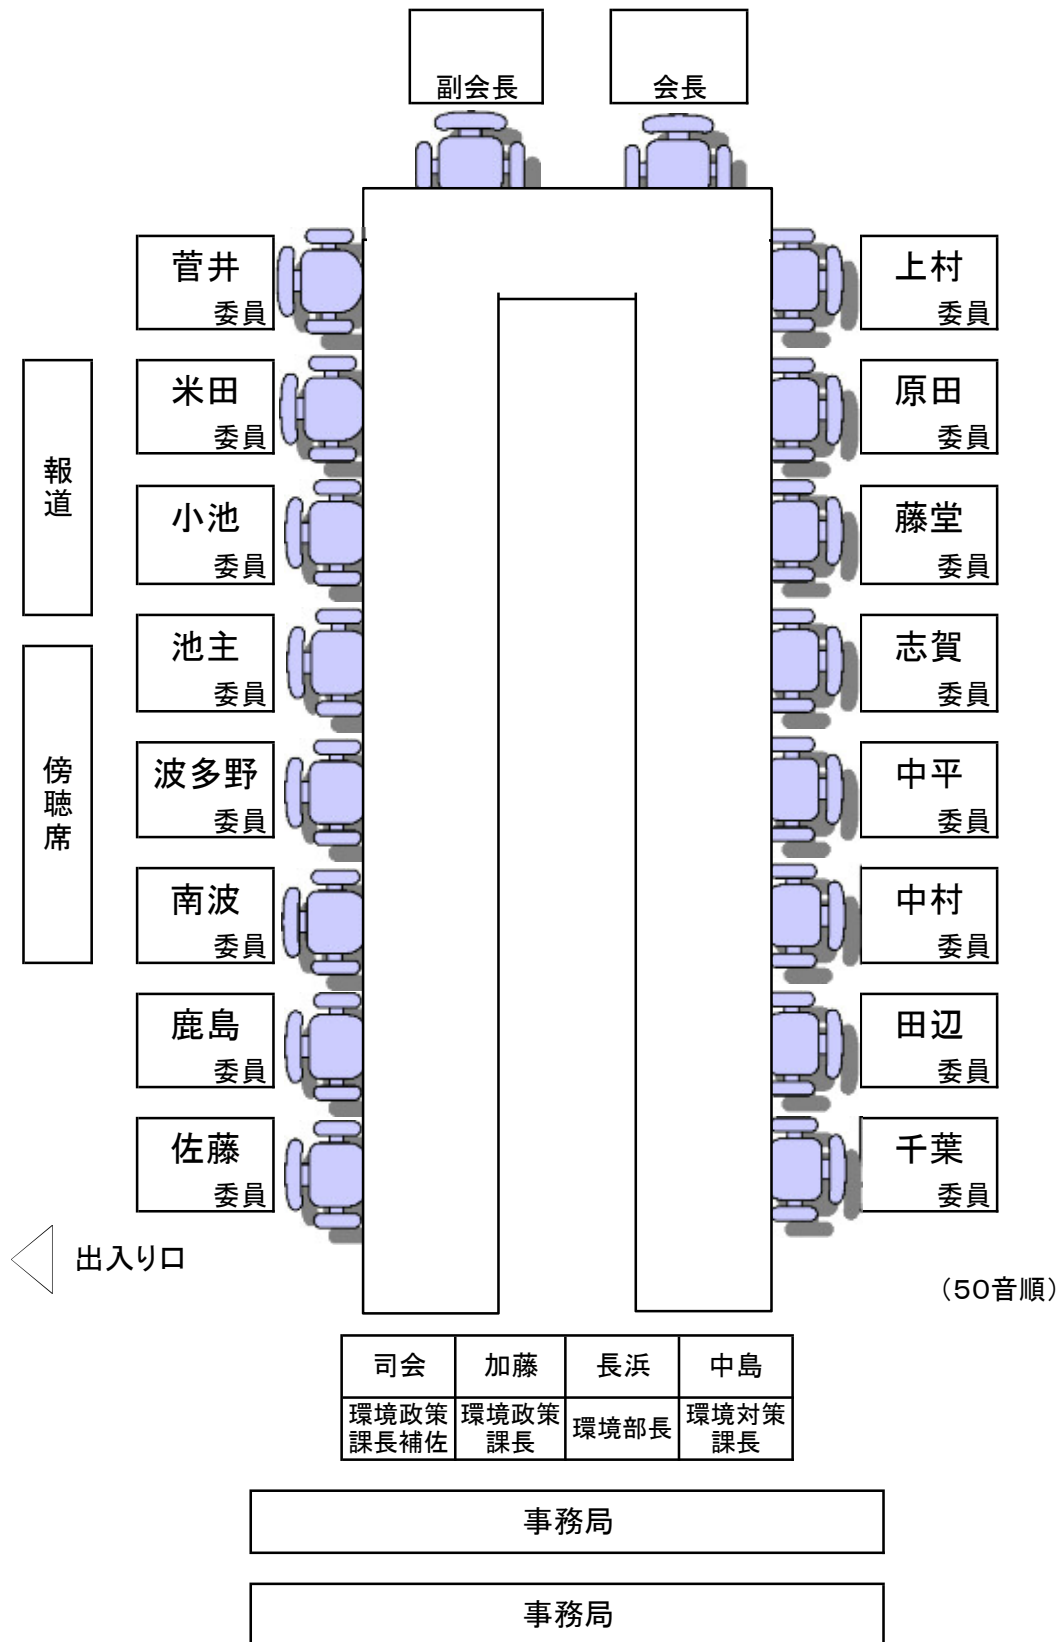 副会長
会長
菅井
委員
上村
委員
報道
米田
委員
原田
委員
小池
委員
藤堂
委員
傍聴席
池主
委員
志賀
委員
波多野
委員
中平
委員
南波
委員
中村
委員
鹿島
委員
田辺
委員
佐藤
委員
千葉
委員
出入り口
(50音順)
司会
加藤
長浜
中島
環境政策
課長補佐
環境政策
課長
環境部長
環境対策
課長
事務局
事務局